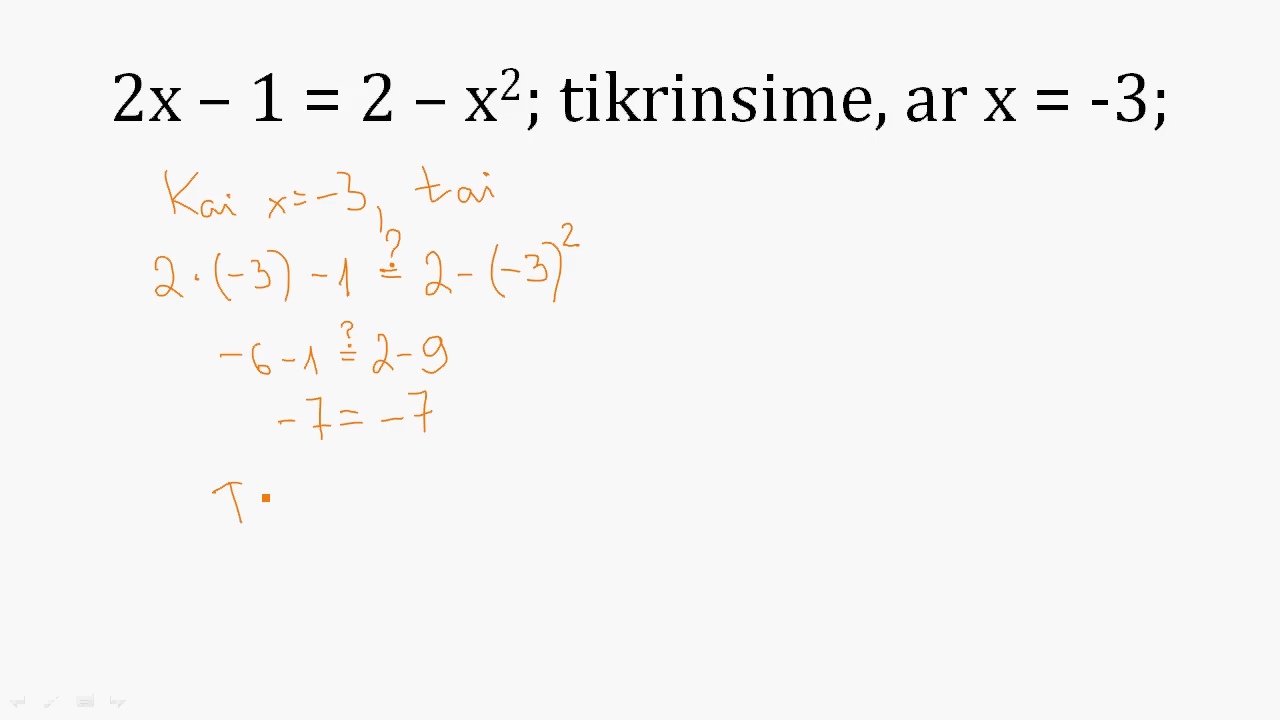 2x – 1 = 2 – x²; tikrinsime, ar x = -3;
Kai x = -3, tai
2 · (-3) - 1 ≟ 2 - (-3)²
-6 - 1 ≟ 2 - 9
-7 = -7
T